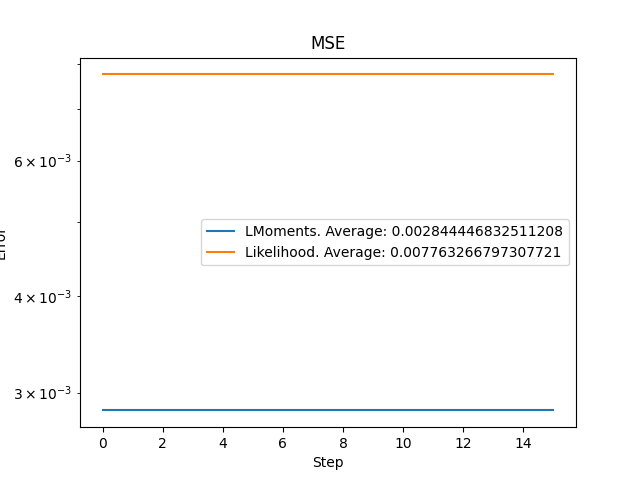 MSE
6 × 10⁻³
4 × 10⁻³
3 × 10⁻³
LMoments. Average: 0.002844446832511208
Likelihood. Average: 0.007763266797307721
0 2 4 6 8 10 12 14
Step